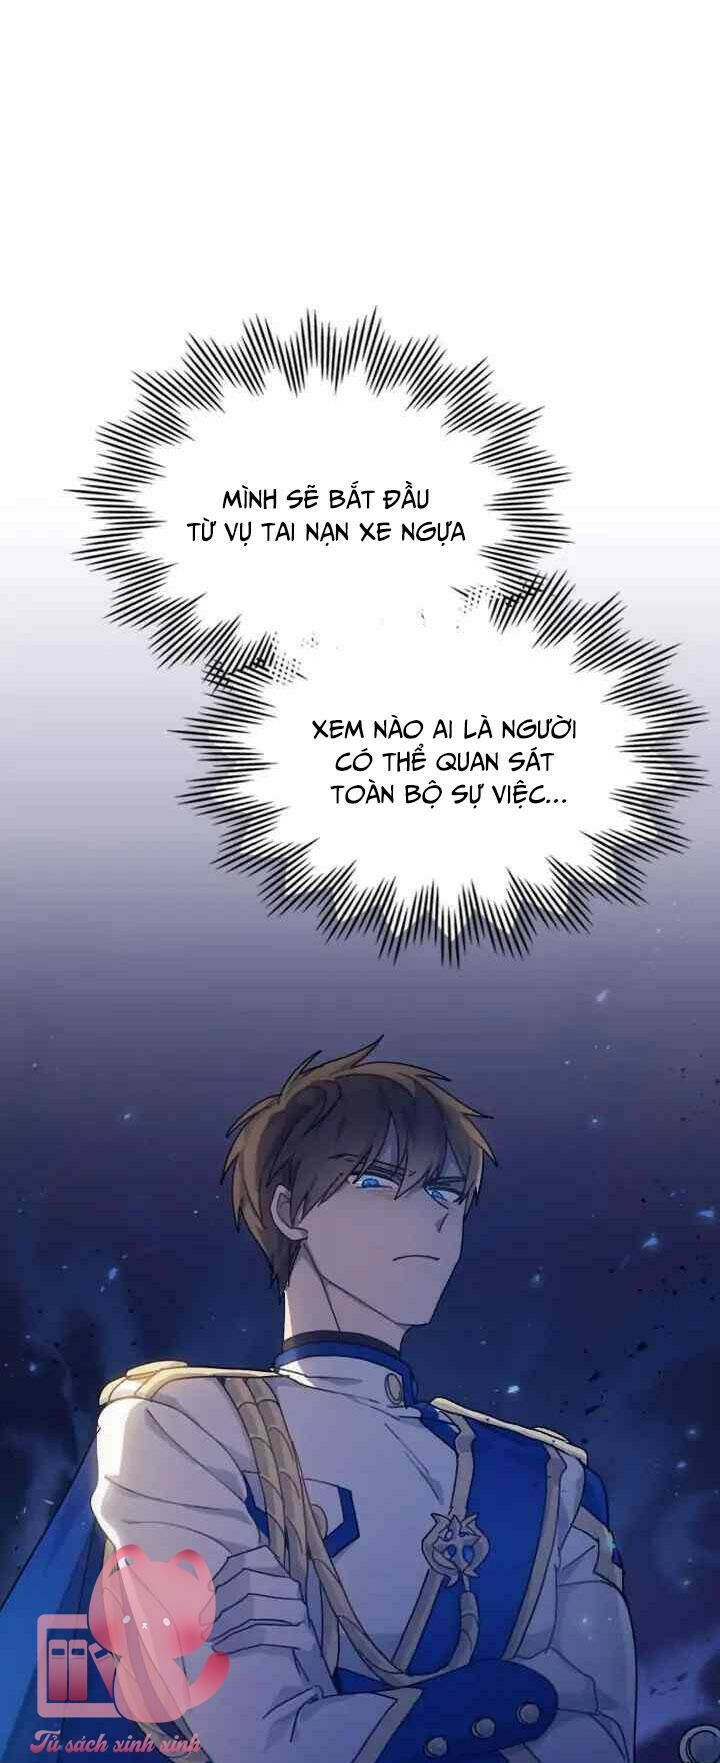 MÌNH SẼ BẮT ĐẦU
TỪ VỤ TAI NẠN XE NGỰA
XEM NÀO AI LÀ NGƯỜI
CÓ THỂ QUAN SÁT
TOÀN BỘ SỰ VIỆC...
Tủ sách xinh xinh